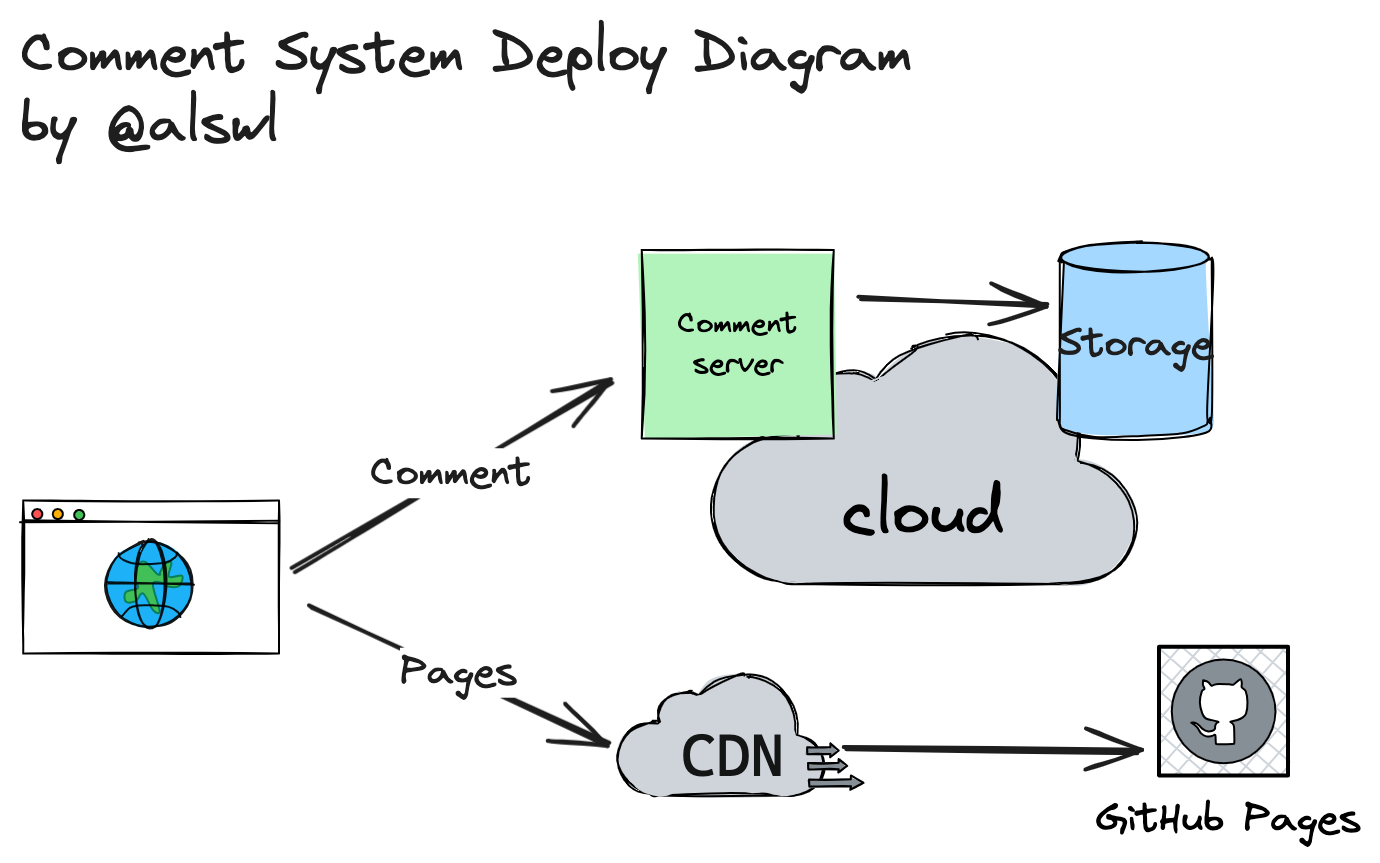 Comment System Deploy Diagram
by @alswl
Comment
server
Storage
Comment
cloud
Pages
CDN
GitHub Pages